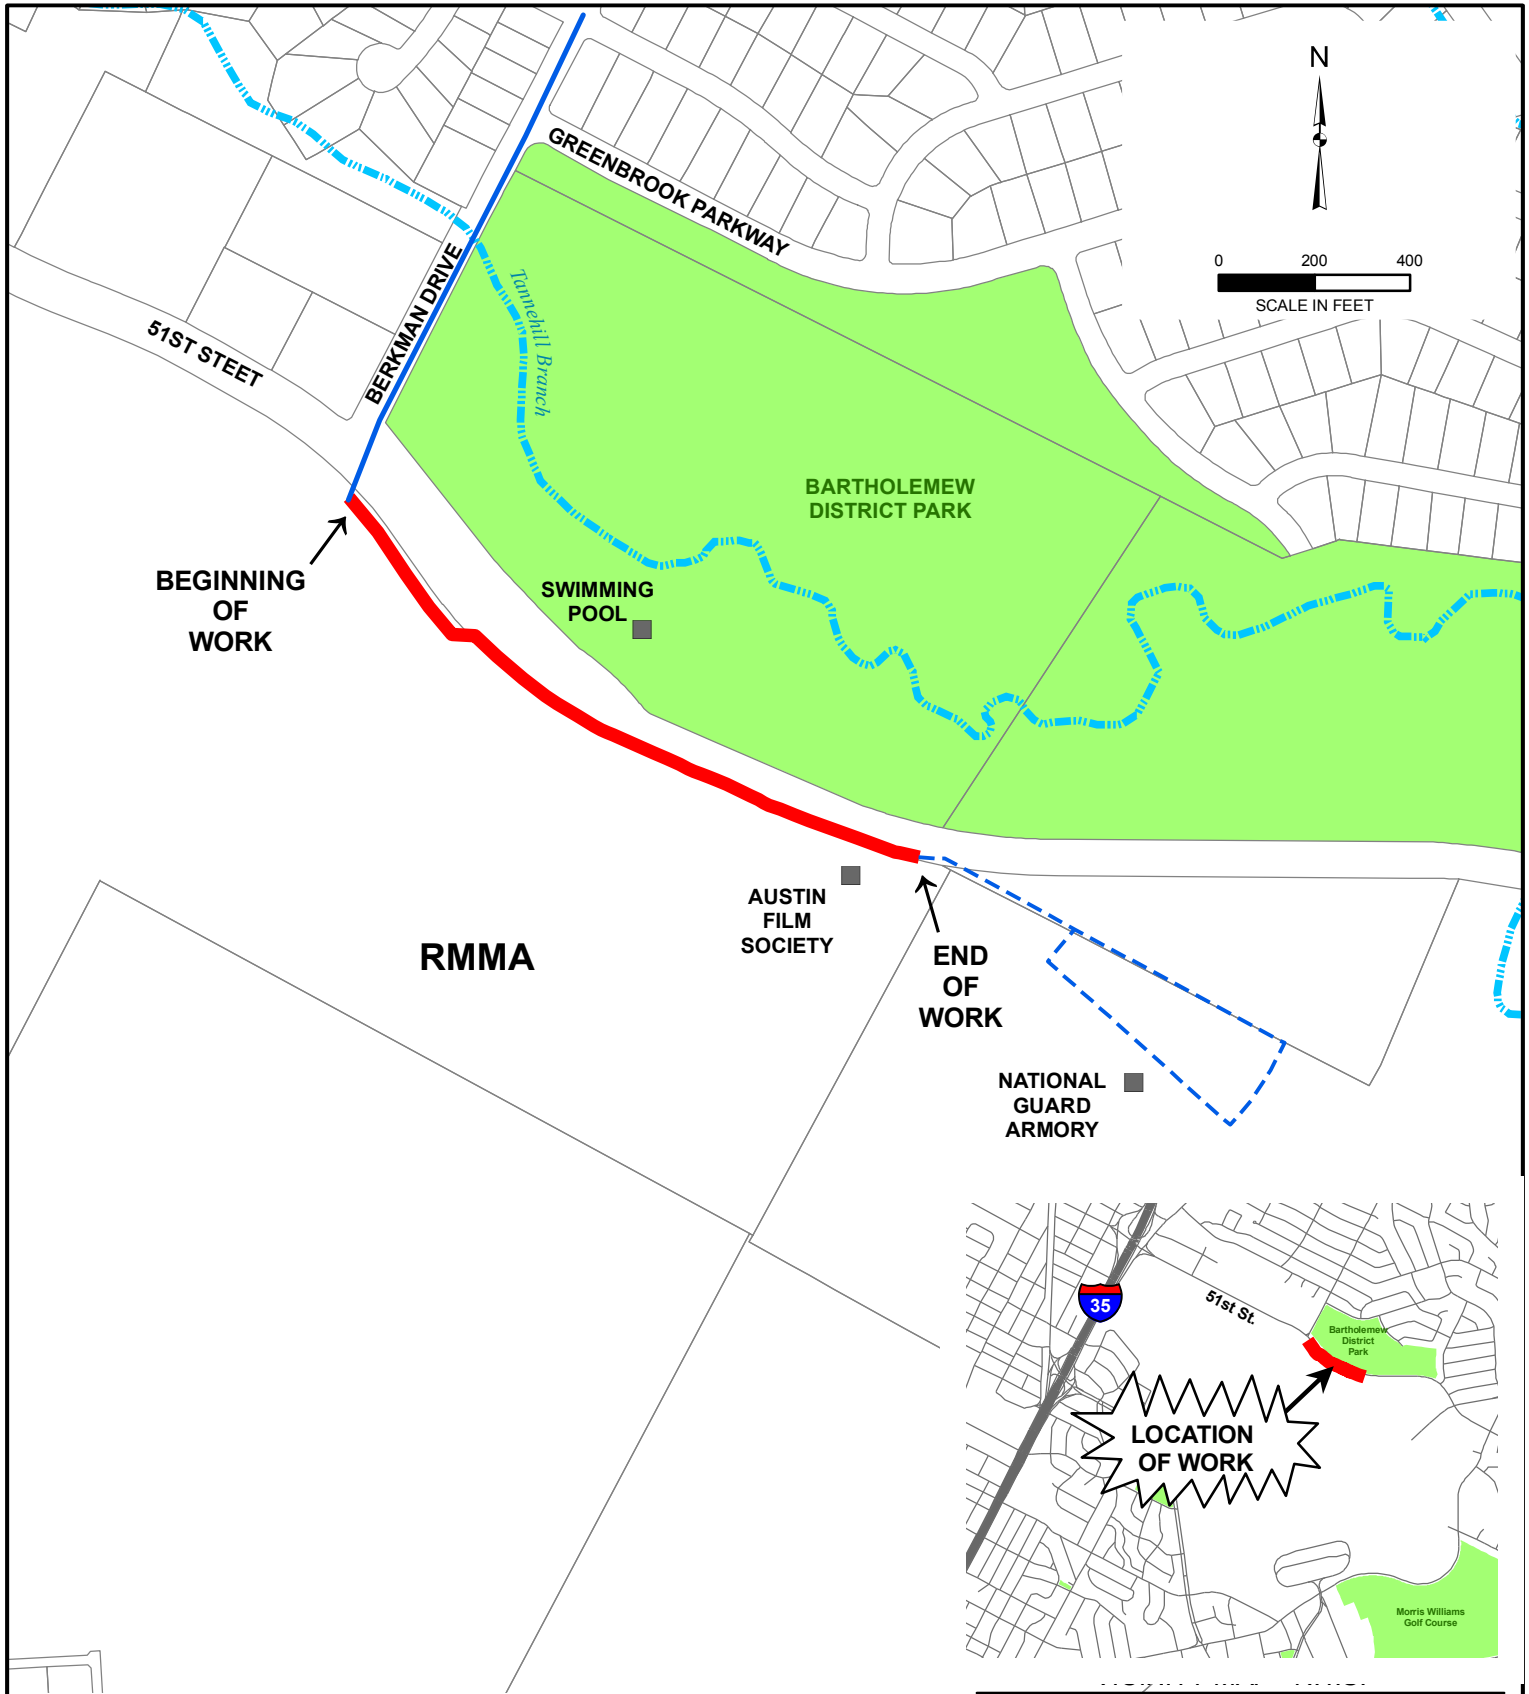 N
0 200 400
SCALE IN FEET
GREENBROOK PARKWAY
BERKMAN DRIVE
51ST STEET
Tannehill Branch
BARTHOLEMEW
DISTRICT PARK
BEGINNING
OF
WORK
SWIMMING
POOL
AUSTIN
FILM
SOCIETY
RMMA
END
OF
WORK
NATIONAL
GUARD
ARMORY
35
51st St.
Bartholemew
District
Park
LOCATION
OF WORK
Morris Williams
Golf Course